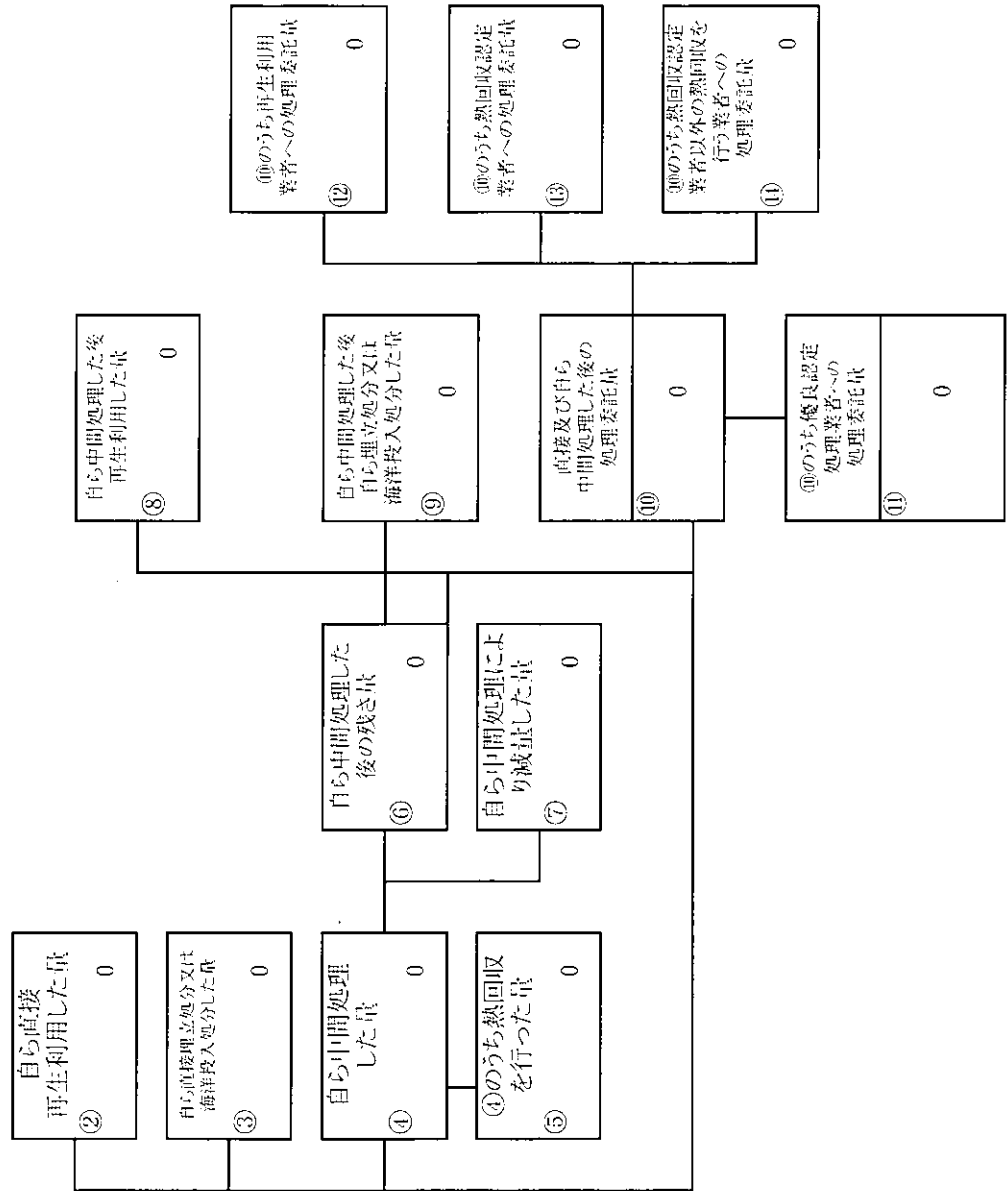 自ら直接
再生利用した量
②
0
自ら直接埋立処分又は
海洋投入処分した量
③
0
自ら中間処理
した量
④
0
④のうち熱回収
を行った量
⑤
0
自ら中間処理した
後の残さ量
⑥
0
自ら中間処理によ
り減量した量
⑦
0
自ら中間処理した後
再生利用した量
⑧
0
自ら中間処理した後
自ら埋立処分又は
海洋投入処分した量
⑨
0
直接及び自ら
中間処理した後の
処理委託量
⑩
0
⑩のうち優良認定
処理業者への
処理委託量
⑪
0
⑩のうち再生利用
業者への処理委託量
⑫
0
⑩のうち熱回収認定
業者への処理委託量
⑬
0
⑩のうち熱回収認定
業者以外の熱回収を
行う業者への
処理委託量
⑭
0